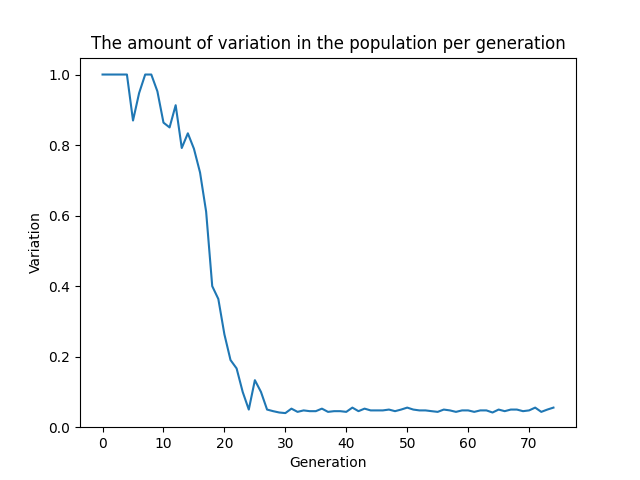 The amount of variation in the population per generation
1.0
0.8
0.6
0.4
0.2
0.0
Variation
0 10 20 30 40 50 60 70
Generation